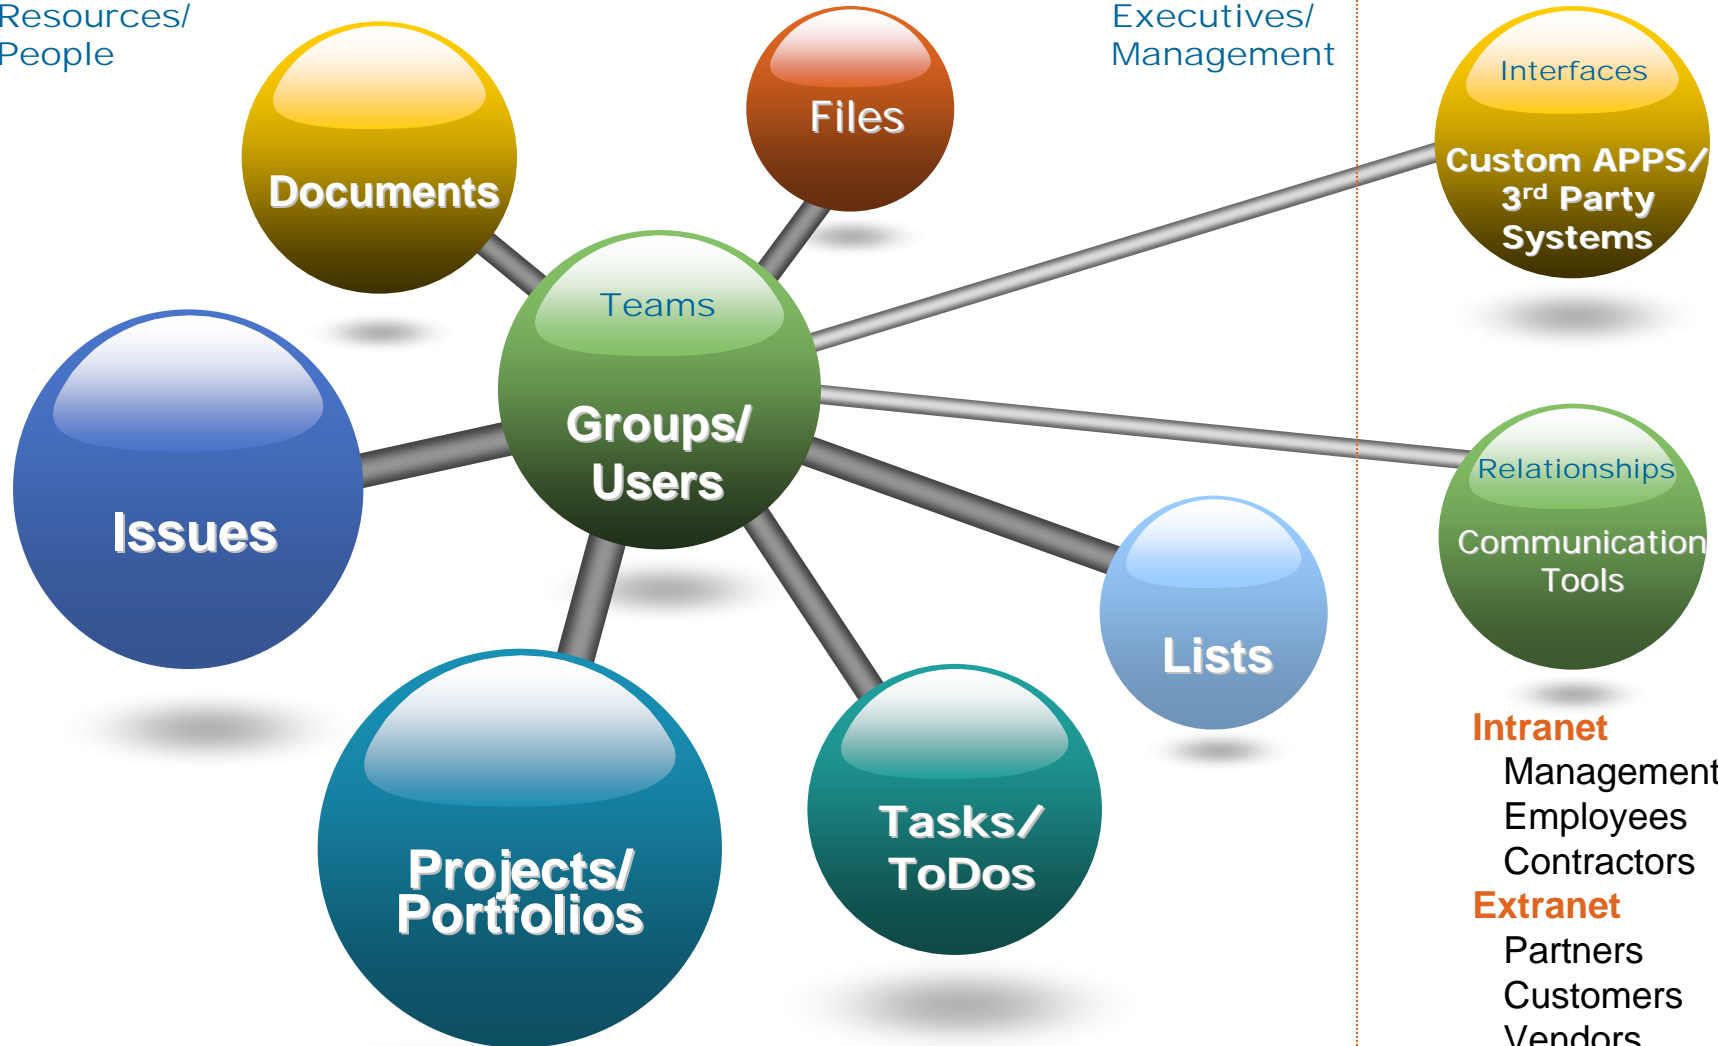 Resources/
People
Executives/
Management
Documents
Files
Interfaces
Custom APPS/
3rd Party
Systems
Teams
Groups/
Users
Issues
Relationships
Communication
Tools
Lists
Projects/
Portfolios
Tasks/
ToDos
Intranet
Management
Employees
Contractors
Extranet
Partners
Customers
Vendors